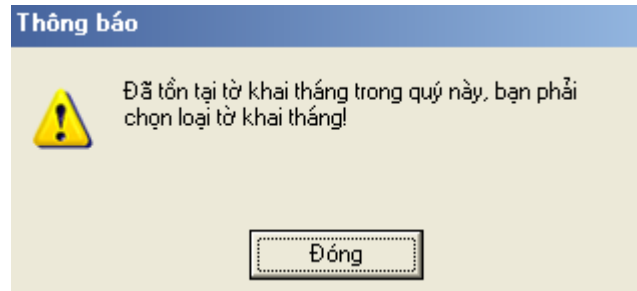 Thông báo
Đã tồn tại tờ khai tháng trong quý này, bạn phải
chọn loại tờ khai tháng!
Đóng